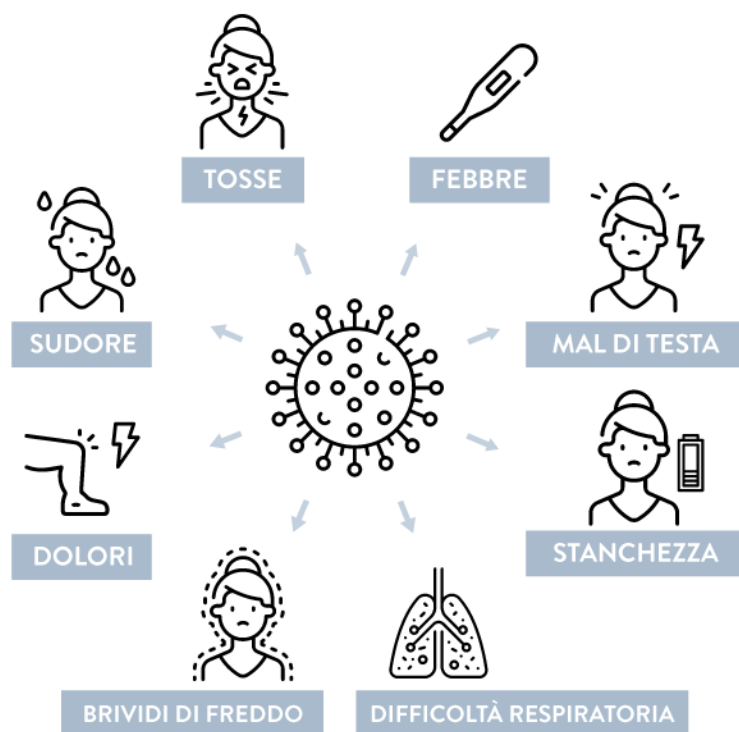 TOSSE
FEBBRE
SUDORE
MAL DI TESTA
DOLORI
STANCHEZZA
BRIVIDI DI FREDDO
DIFFICOLTÀ RESPIRATORIA